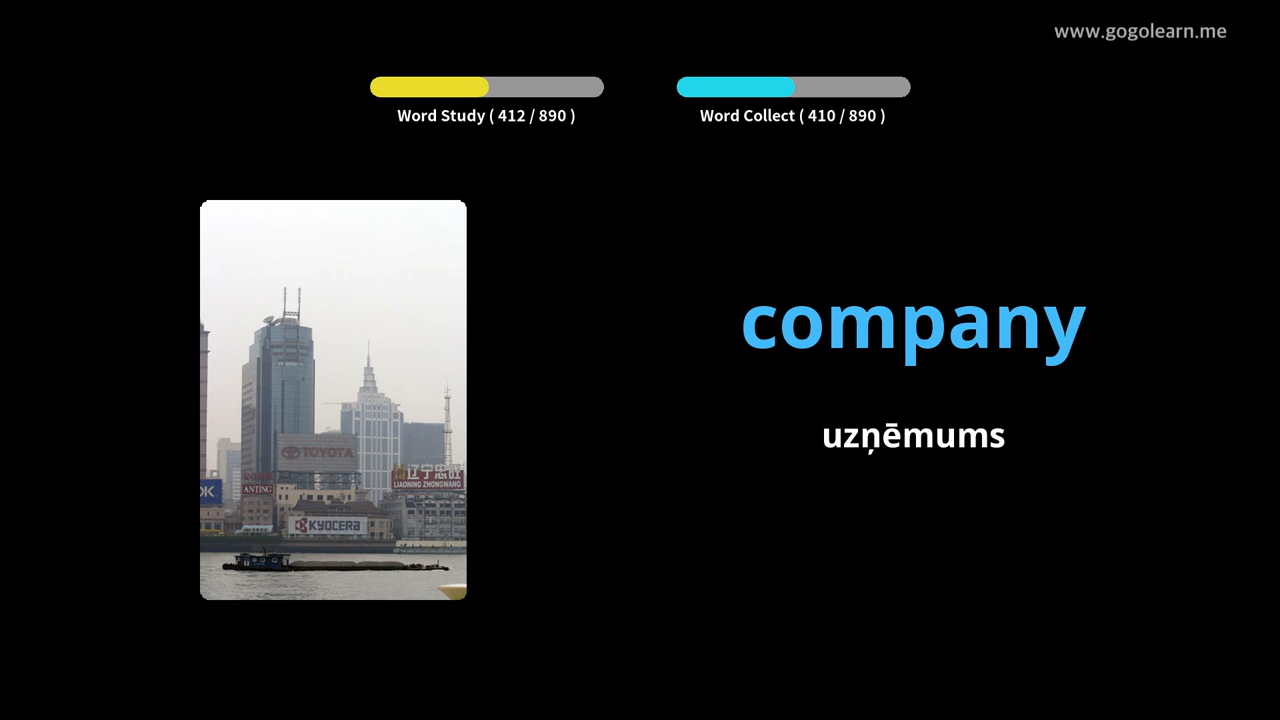 www.gogolearn.me
Word Study ( 412 / 890 )
Word Collect ( 410 / 890 )
company
uzņēmums
TOYOTA
辽宁忠旺
LIAONING ZHONGWANG
OK
ANTING
KYOCERA